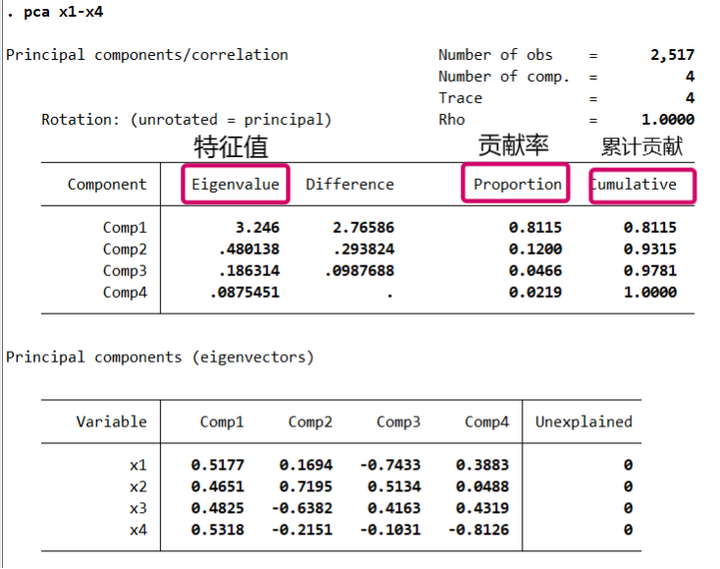 . pca x1-x4
Principal components/correlation Number of obs = 2,517
Number of comp. = 4
Trace = 4
Rotation: (unrotated = principal) Rho = 1.0000
特征值 贡献率 累计贡献
Component Eigenvalue Difference Proportion Cumulative
Comp1 3.246 2.76586 0.8115 0.8115
Comp2 .480138 .293824 0.1200 0.9315
Comp3 .186314 .0987688 0.0466 0.9781
Comp4 .0875451 . 0.0219 1.0000
Principal components (eigenvectors)
Variable Comp1 Comp2 Comp3 Comp4 Unexplained
x1 0.5177 0.1694 -0.7433 0.3883 0
x2 0.4651 0.7195 0.5134 0.0488 0
x3 0.4825 -0.6382 0.4163 0.4319 0
x4 0.5318 -0.2151 -0.1031 -0.8126 0